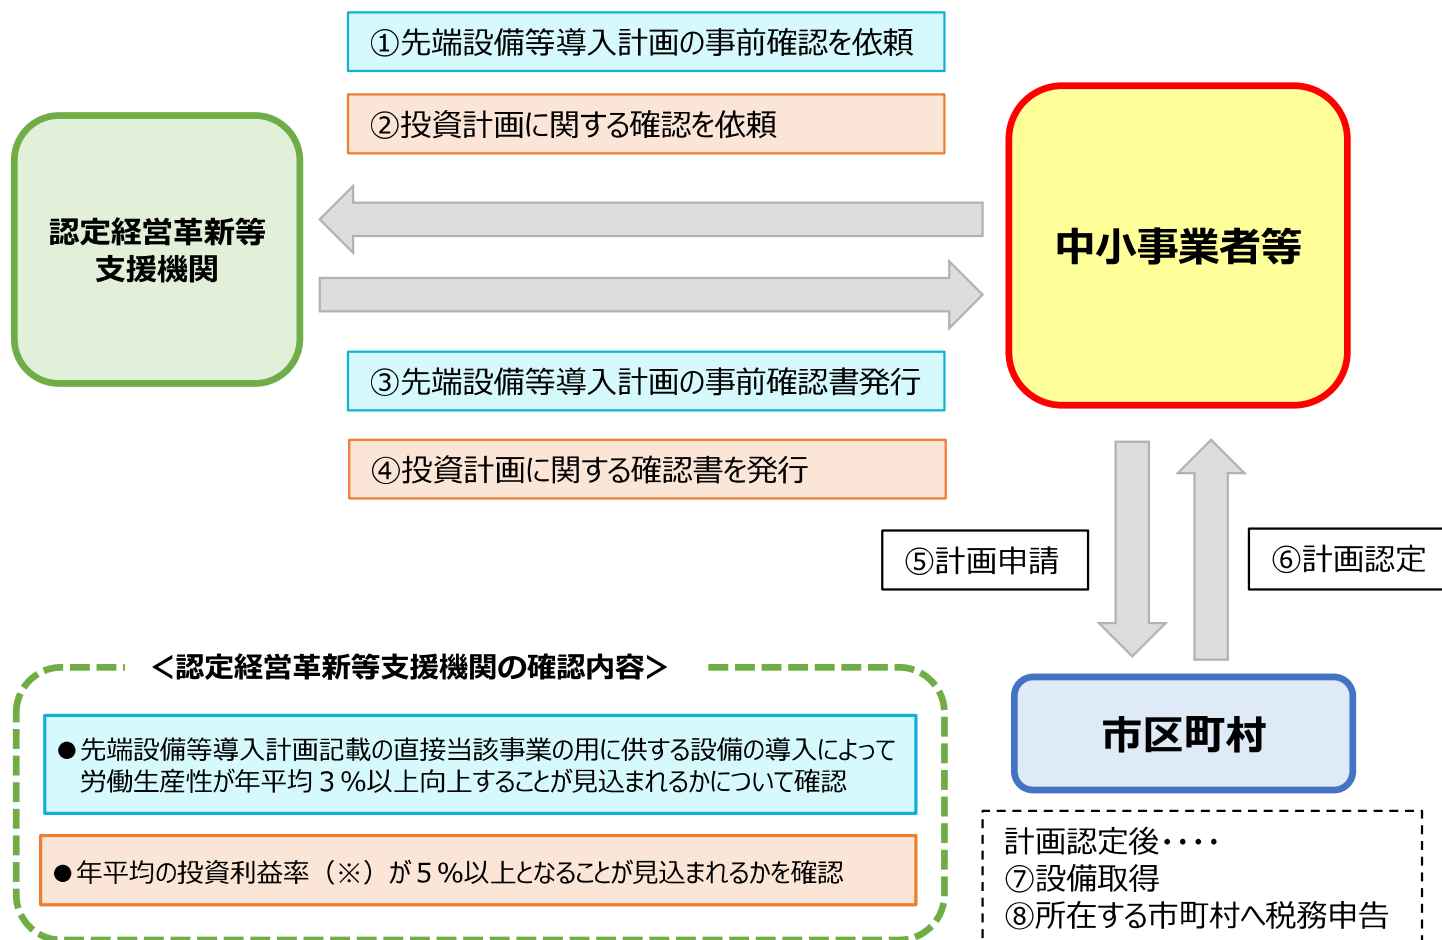 ①先端設備等導入計画の事前確認を依頼
②投資計画に関する確認を依頼
認定経営革新等
支援機関
中小事業者等
③先端設備等導入計画の事前確認書発行
④投資計画に関する確認書を発行
⑤計画申請
⑥計画認定
市区町村
＜認定経営革新等支援機関の確認内容＞
●先端設備等導入計画記載の直接当該事業の用に供する設備の導入によって
労働生産性が年平均３％以上向上することが見込まれるかについて確認
●年平均の投資利益率（※）が５％以上となることが見込まれるかを確認
計画認定後・・・・
⑦設備取得
⑧所在する市町村へ税務申告